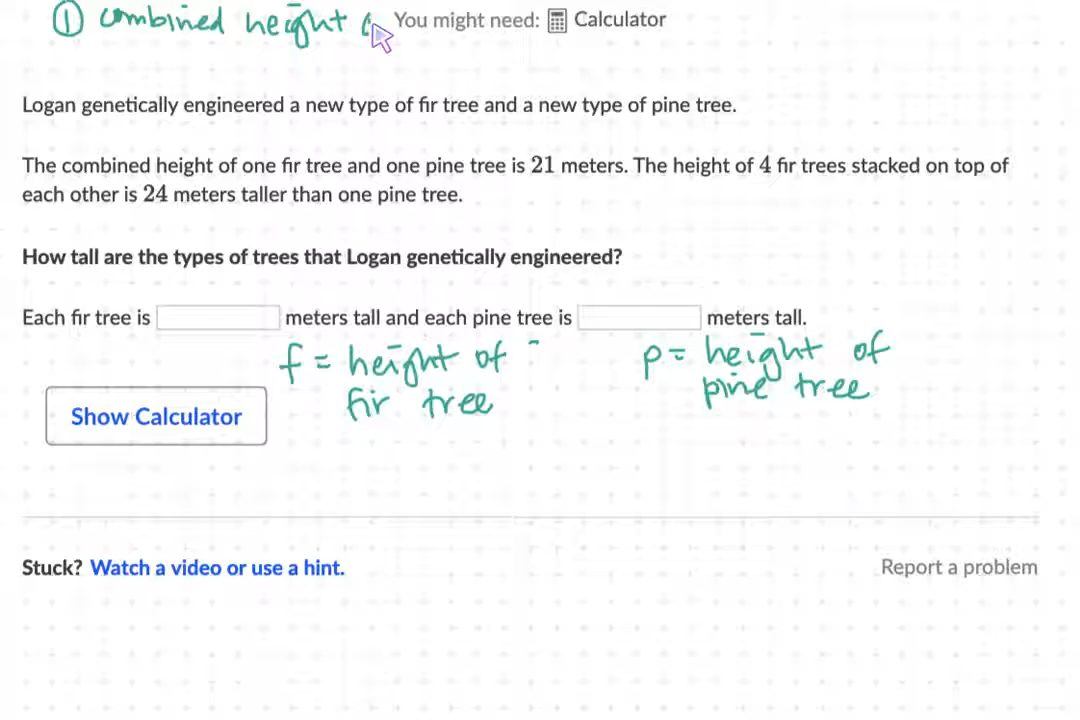 ① combined height You might need: Calculator
Logan genetically engineered a new type of fir tree and a new type of pine tree.
The combined height of one fir tree and one pine tree is 21 meters. The height of 4 fir trees stacked on top of
each other is 24 meters taller than one pine tree.
How tall are the types of trees that Logan genetically engineered?
Each fir tree is meters tall and each pine tree is meters tall.
f = height of
fir tree
p = height of
pine tree
Show Calculator
Stuck? Watch a video or use a hint.
Report a problem